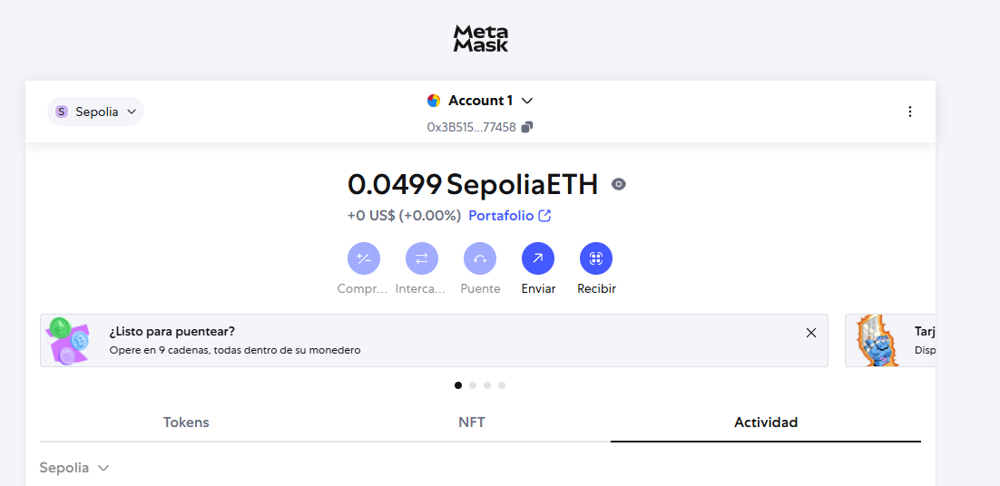 Meta
Mask
S Sepolia
Account 1
0x3B515...77458
0.0499 SepoliaETH
+0 US$ (+0.00%) Portafolio
Compr... Interca... Puente Enviar Recibir
¿Listo para puentear?
Opere en 9 cadenas, todas dentro de su monedero
Tarj
Disp
Tokens NFT Actividad
Sepolia